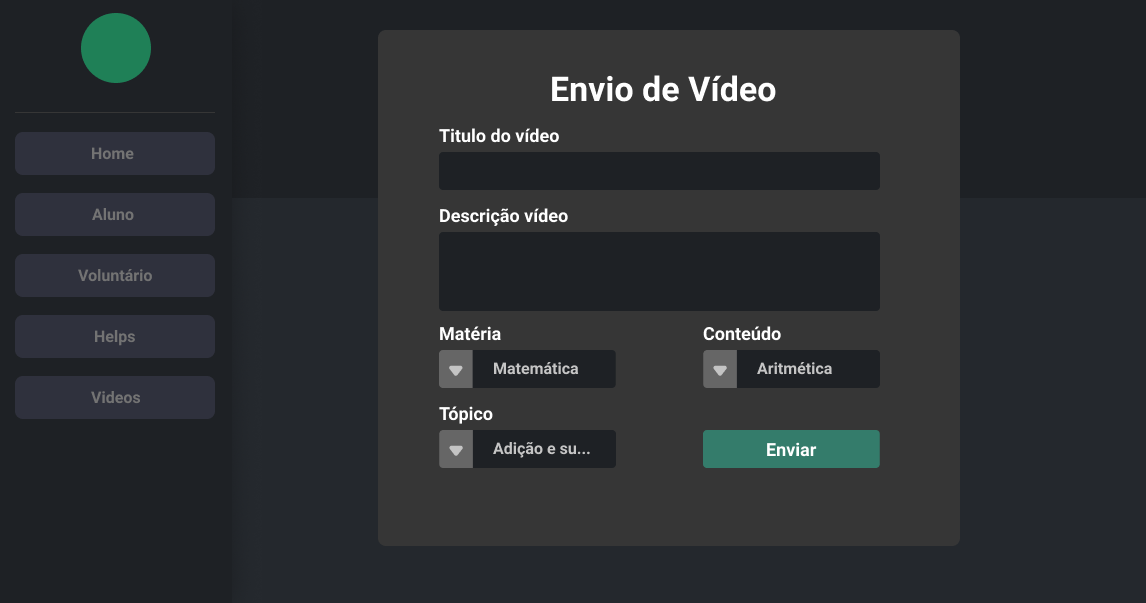 Home
Aluno
Voluntário
Helps
Videos
Envio de Vídeo
Titulo do vídeo
Descrição vídeo
Matéria
Conteúdo
Matemática
Aritmética
Tópico
Adição e su...
Enviar